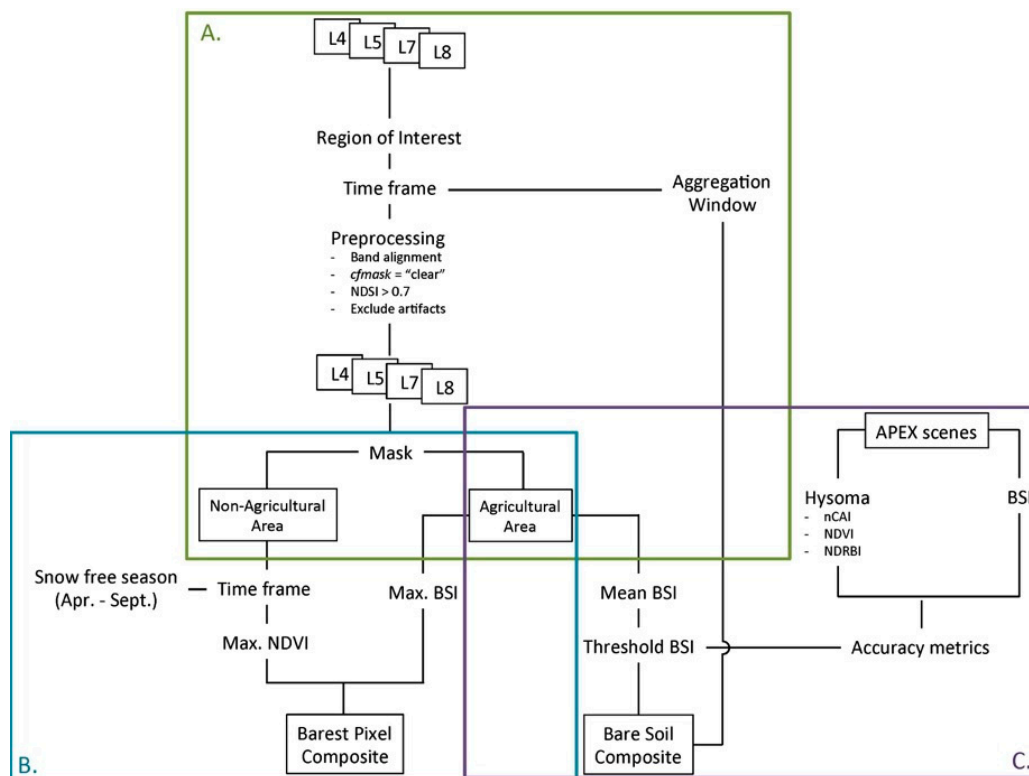 A.
L4
L5
L7
L8
Region of Interest
Time frame
Aggregation
Window
Preprocessing
- Band alignment
- cfmask = “clear”
- NDSI > 0.7
- Exclude artifacts
L4
L5
L7
L8
Mask
Non-Agricultural
Area
Agricultural
Area
APEX scenes
Hysoma
- nCAI
- NDVI
- NDRBI
BSI
Snow free season
(Apr. - Sept.)
Time frame
Max. BSI
Mean BSI
Max. NDVI
Threshold BSI
Accuracy metrics
Barest Pixel
Composite
Bare Soil
Composite
B.
C.